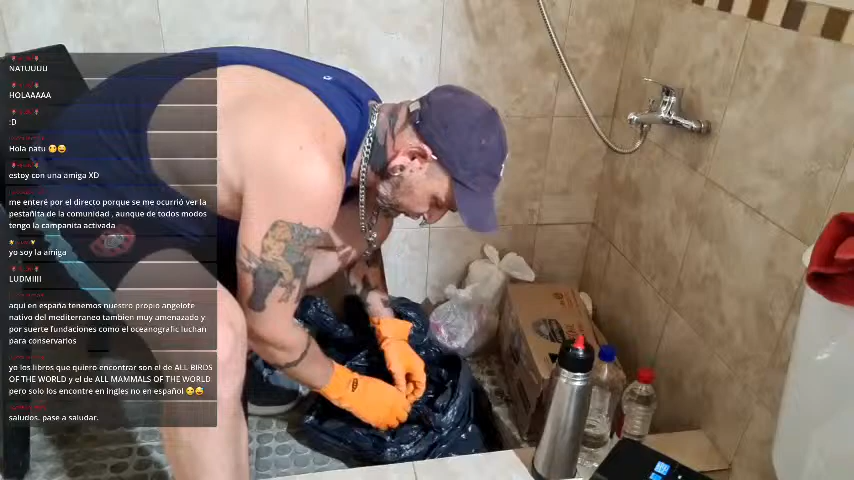 NATUUUU
HOLAAAAA
:D
Hola natu 😁😅
estoy con una amiga XD
me enteré por el directo porque se me ocurrió ver la
pestañita de la comunidad , aunque de todos modos
tengo la campanita activada
yo soy la amiga
LUDMIIII
aqui en españa tenemos nuestro propio angelote
nativo del mediterraneo tambien muy amenazado y
por suerte fundaciones como el oceanografic luchan
para conservarlos
yo los libros que quiero encontrar son el de ALL BIRDS
OF THE WORLD y el de ALL MAMMALS OF THE WORLD
pero solo los encontre en ingles no en español 😔😅
saludos. pase a saludar.